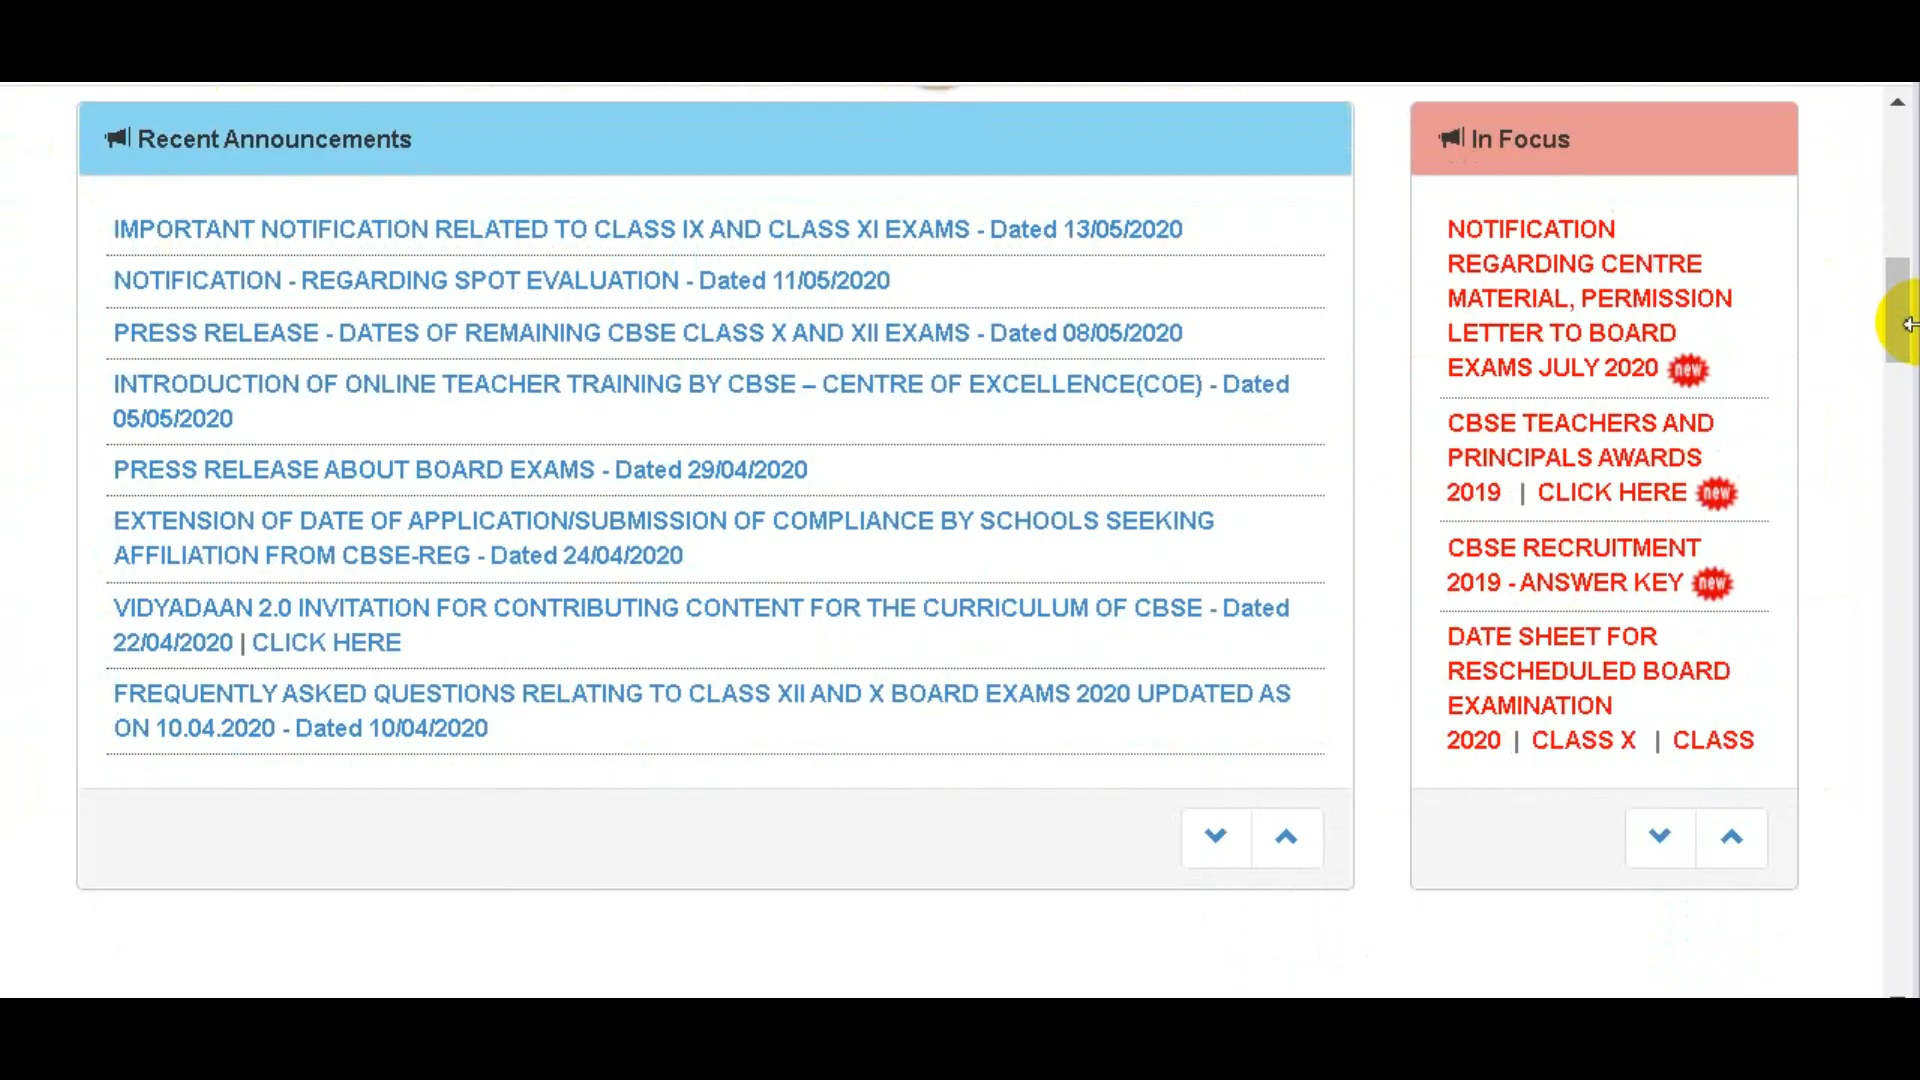 Recent Announcements
IMPORTANT NOTIFICATION RELATED TO CLASS IX AND CLASS XI EXAMS - Dated 13/05/2020
NOTIFICATION - REGARDING SPOT EVALUATION - Dated 11/05/2020
PRESS RELEASE - DATES OF REMAINING CBSE CLASS X AND XII EXAMS - Dated 08/05/2020
INTRODUCTION OF ONLINE TEACHER TRAINING BY CBSE – CENTRE OF EXCELLENCE(COE) - Dated
05/05/2020
PRESS RELEASE ABOUT BOARD EXAMS - Dated 29/04/2020
EXTENSION OF DATE OF APPLICATION/SUBMISSION OF COMPLIANCE BY SCHOOLS SEEKING
AFFILIATION FROM CBSE-REG - Dated 24/04/2020
VIDYADAAN 2.0 INVITATION FOR CONTRIBUTING CONTENT FOR THE CURRICULUM OF CBSE - Dated
22/04/2020 | CLICK HERE
FREQUENTLY ASKED QUESTIONS RELATING TO CLASS XII AND X BOARD EXAMS 2020 UPDATED AS
ON 10.04.2020 - Dated 10/04/2020
In Focus
NOTIFICATION
REGARDING CENTRE
MATERIAL, PERMISSION
LETTER TO BOARD
EXAMS JULY 2020 new
CBSE TEACHERS AND
PRINCIPALS AWARDS
2019 | CLICK HERE new
CBSE RECRUITMENT
2019 - ANSWER KEY new
DATE SHEET FOR
RESCHEDULED BOARD
EXAMINATION
2020 | CLASS X | CLASS